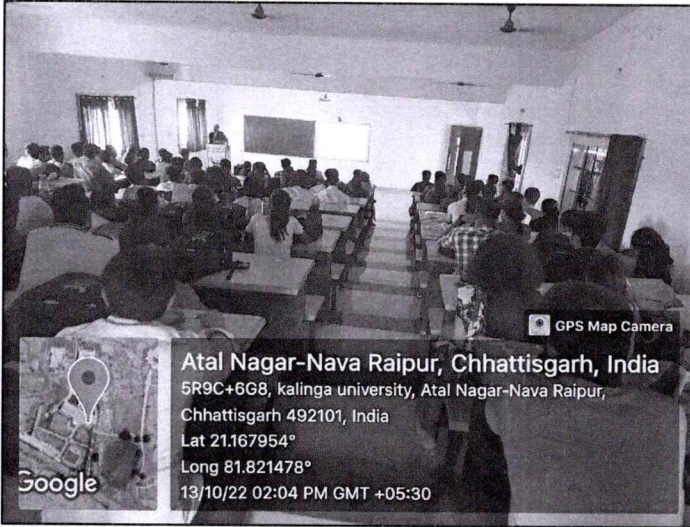 GPS Map Camera
Atal Nagar-Nava Raipur, Chhattisgarh, India
5R9C+6G8, kalinga university, Atal Nagar-Nava Raipur,
Chhattisgarh 492101, India
Lat 21.167954°
Long 81.821478°
13/10/22 02:04 PM GMT +05:30
Google